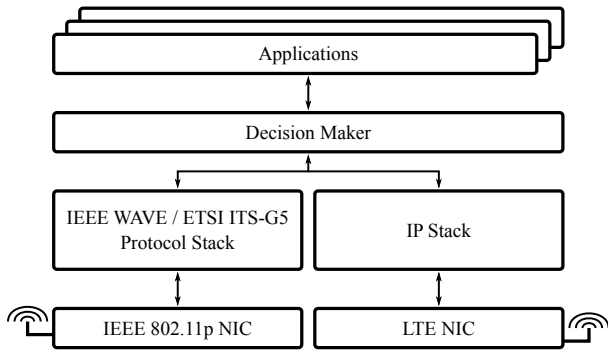 Applications
Decision Maker
IEEE WAVE / ETSI ITS-G5
Protocol Stack
IP Stack
IEEE 802.11p NIC
LTE NIC